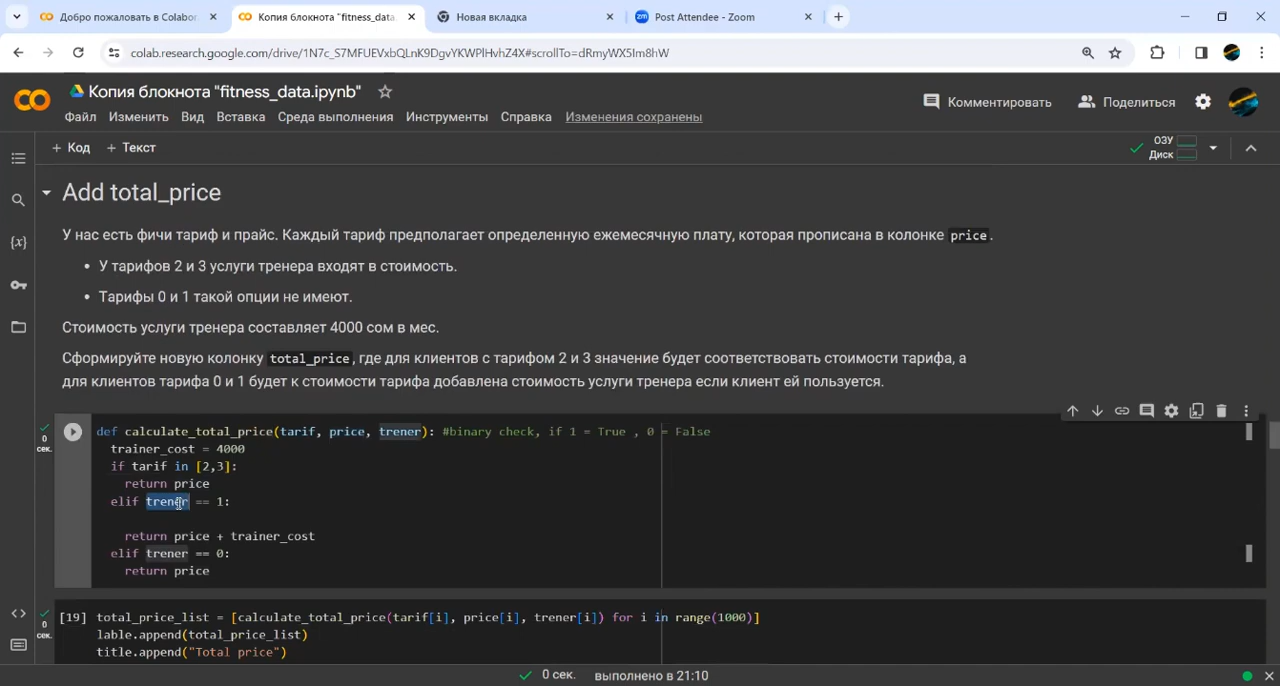 Добро пожаловать в Colabor
Копия блокнота "fitness_data.
Новая вкладка
Post Attendee - Zoom
colab.research.google.com/drive/1N7c_S7MFUEVxbQLnK9DgvYKWPlHvhZ4X#scrollTo=dRmyWX5Im8hW
Копия блокнота "fitness_data.ipynb"
Комментировать
Поделиться
Файл Изменить Вид Вставка Среда выполнения Инструменты Справка Изменения сохранены
+ Код + Текст
ОЗУ
Диск
Add total_price
У нас есть фичи тариф и прайс. Каждый тариф предполагает определенную ежемесячную плату, которая прописана в колонке price.
• У тарифов 2 и 3 услуги тренера входят в стоимость.
• Тарифы 0 и 1 такой опции не имеют.
Стоимость услуги тренера составляет 4000 сом в мес.
Сформируйте новую колонку total_price, где для клиентов с тарифом 2 и 3 значение будет соответствовать стоимости тарифа, а
для клиентов тарифа 0 и 1 будет к стоимости тарифа добавлена стоимость услуги тренера если клиент ей пользуется.
0
сек.
def calculate_total_price(tarif, price, trener): #binary check, if 1 = True , 0 = False
trainer_cost = 4000
if tarif in [2,3]:
return price
elif trener == 1:
return price + trainer_cost
elif trener == 0:
return price
0
сек.
[19] total_price_list = [calculate_total_price(tarif[i], price[i], trener[i]) for i in range(1000)]
lable.append(total_price_list)
title.append("Total price")
0 сек. выполнено в 21:10